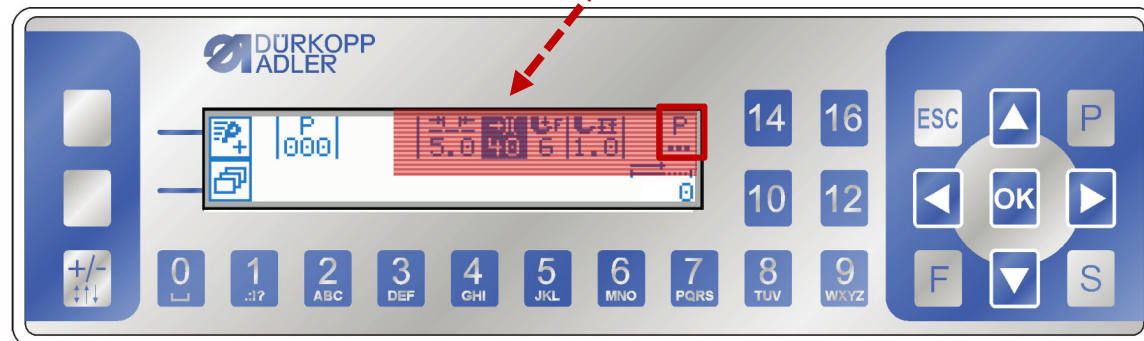 DÜRKOPP
ADLER
P
000
5.0 40 6 1.0
F
P
...
0
14 16
10 12
ESC P
OK
F S
+/-
0 1 2 3 4 5 6 7 8 9
.:!? ABC DEF GHI JKL MNO PQRS TUV WXYZ